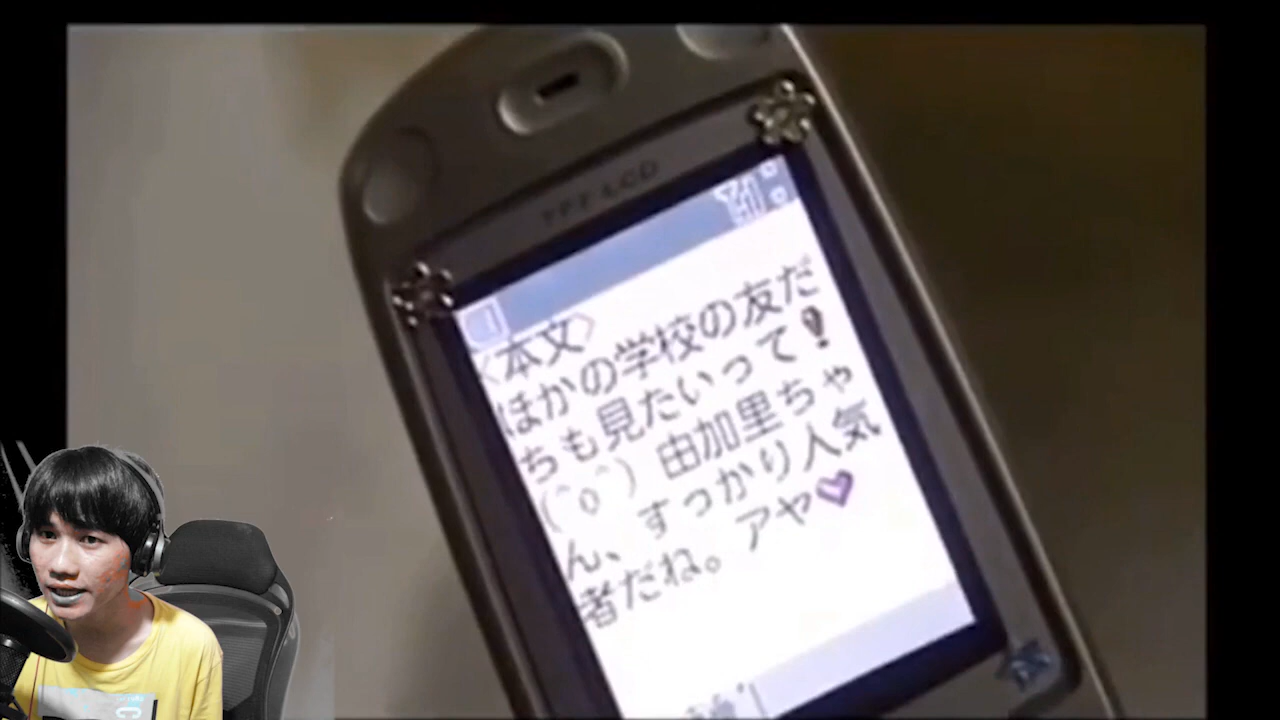 TFT LCD
<本文>
ほかの学校の友だ
ちも見たいって!
(^o^) 由加里ちゃ
ん、すっかり人気
者だね。 アヤ💜